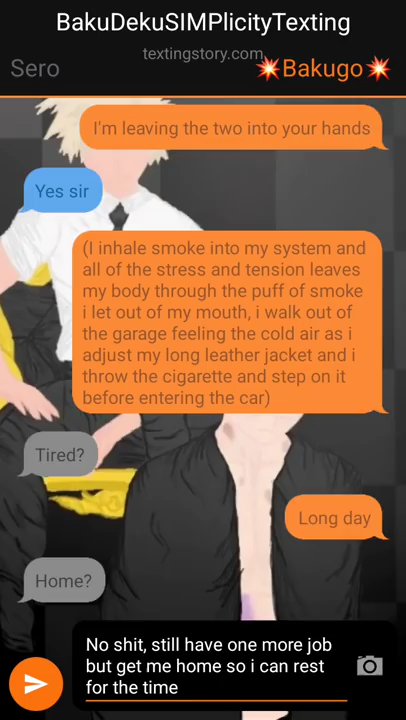 BakuDekuSIMPlicityTexting
textingstory.com
Sero
💥Bakugo💥
I'm leaving the two into your hands
Yes sir
(I inhale smoke into my system and
all of the stress and tension leaves
my body through the puff of smoke
i let out of my mouth, i walk out of
the garage feeling the cold air as i
adjust my long leather jacket and i
throw the cigarette and step on it
before entering the car)
Tired?
Long day
Home?
No shit, still have one more job
but get me home so i can rest
for the time